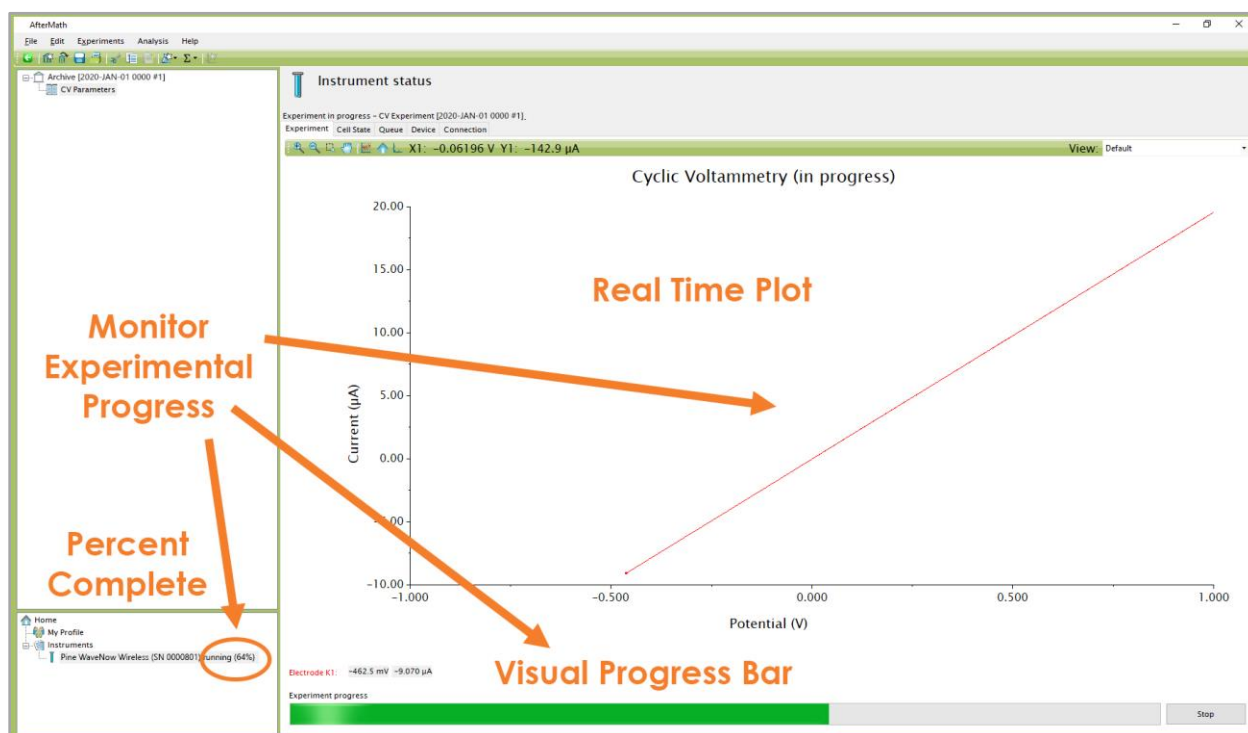 AfterMath
File Edit Experiments Analysis Help
Archive [2020-JAN-01 0000 #1]
CV Parameters
Instrument status
Experiment in progress - CV Experiment [2020-JAN-01 0000 #1].
Experiment Cell State Queue Device Connection
X1: -0.06196 V Y1: -142.9 µA
View: Default
Cyclic Voltammetry (in progress)
20.00
15.00
10.00
5.00
0.00
.00
-10.00
Current (µA)
-1.000 -0.500 0.000 0.500 1.000
Potential (V)
Real Time Plot
Monitor
Experimental
Progress
Percent
Complete
Home
My Profile
Instruments
Pine WaveNow Wireless (SN 0000801) running (64%)
Electrode K1: -462.5 mV -9.070 µA
Visual Progress Bar
Experiment progress
Stop